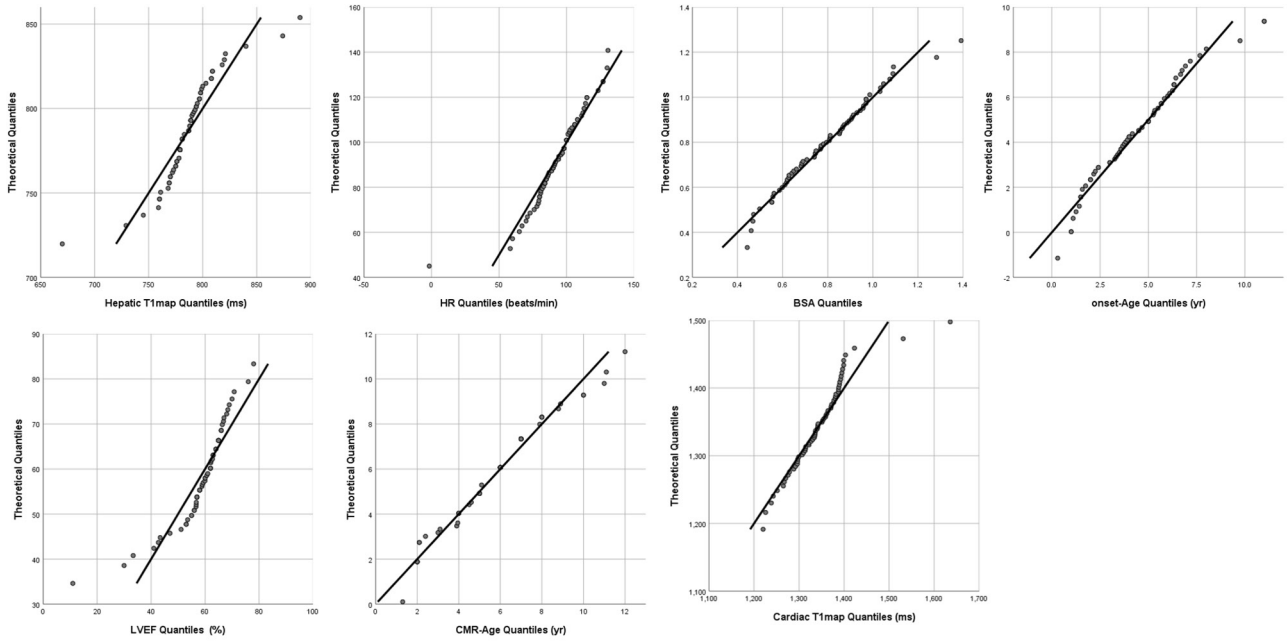 Theoretical Quantiles
850
800
750
700
650 700 750 800 850 900
Hepatic T1map Quantiles (ms)
Theoretical Quantiles
160
140
120
100
80
60
40
-50 0 50 100 150
HR Quantiles (beats/min)
Theoretical Quantiles
1.4
1.2
1.0
0.8
0.6
0.4
0.2
0.2 0.4 0.6 0.8 1.0 1.2 1.4
BSA Quantiles
Theoretical Quantiles
10
8
6
4
2
0
-2
0.0 2.5 5.0 7.5 10.0
onset-Age Quantiles (yr)
Theoretical Quantiles
90
80
70
60
50
40
30
0 20 40 60 80 100
LVEF Quantiles (%)
Theoretical Quantiles
12
10
8
6
4
2
0
0 2 4 6 8 10 12
CMR-Age Quantiles (yr)
Theoretical Quantiles
1,500
1,400
1,300
1,200
1,100
1,100 1,200 1,300 1,400 1,500 1,600 1,700
Cardiac T1map Quantiles (ms)